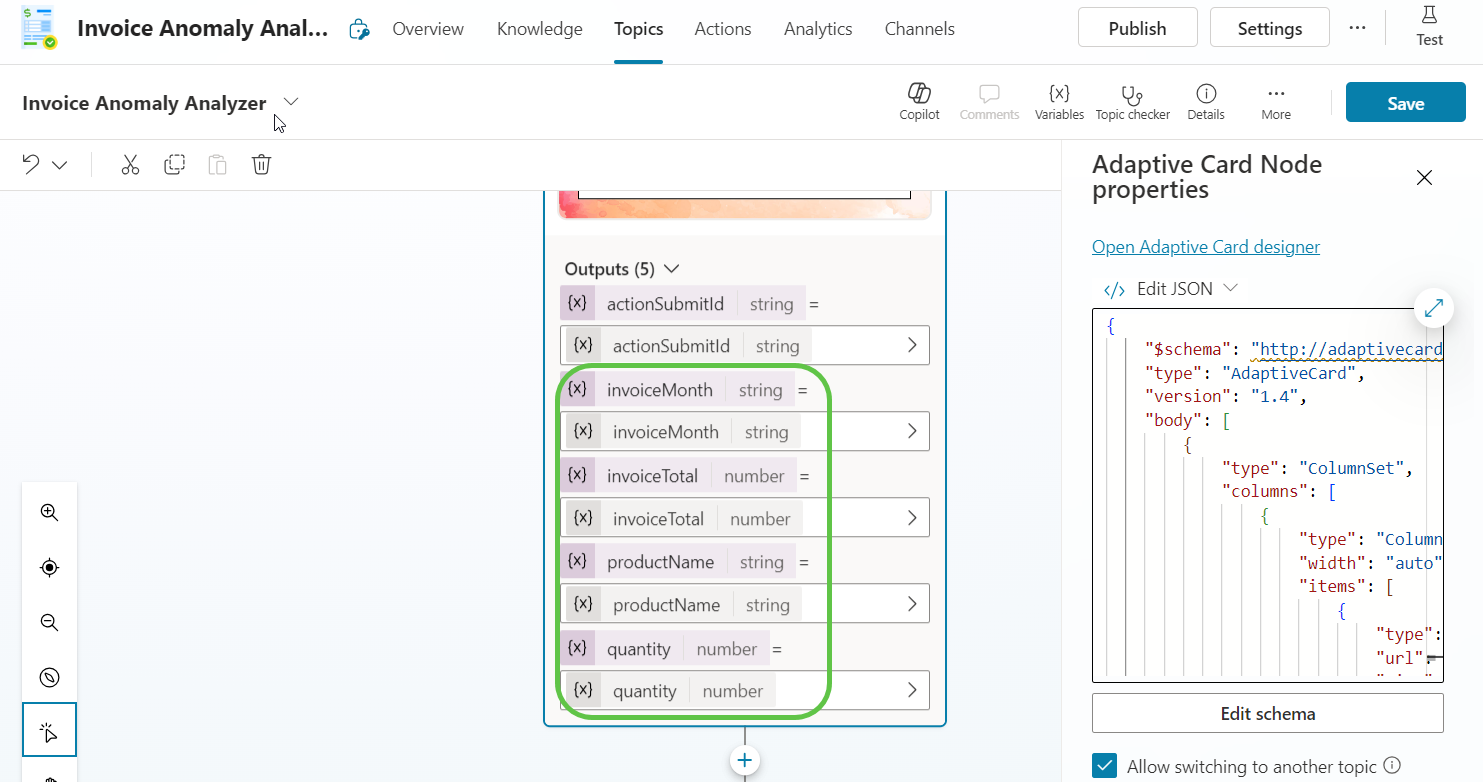 Invoice Anomaly Anal...
Overview
Knowledge
Topics
Actions
Analytics
Channels
Publish
Settings
Test
Invoice Anomaly Analyzer
Copilot
Comments
Variables
Topic checker
Details
More
Save
Outputs (5)
{x} actionSubmitId string =
{x} actionSubmitId string
{x} invoiceMonth string =
{x} invoiceMonth string
{x} invoiceTotal number =
{x} invoiceTotal number
{x} productName string =
{x} productName string
{x} quantity number =
{x} quantity number
Adaptive Card Node
properties
Open Adaptive Card designer
</> Edit JSON
{
"$schema": "http://adaptivecard
"type": "AdaptiveCard",
"version": "1.4",
"body": [
{
"type": "ColumnSet",
"columns": [
{
"type": "Column
"width": "auto"
"items": [
{
"type":
"url":
Edit schema
Allow switching to another topic